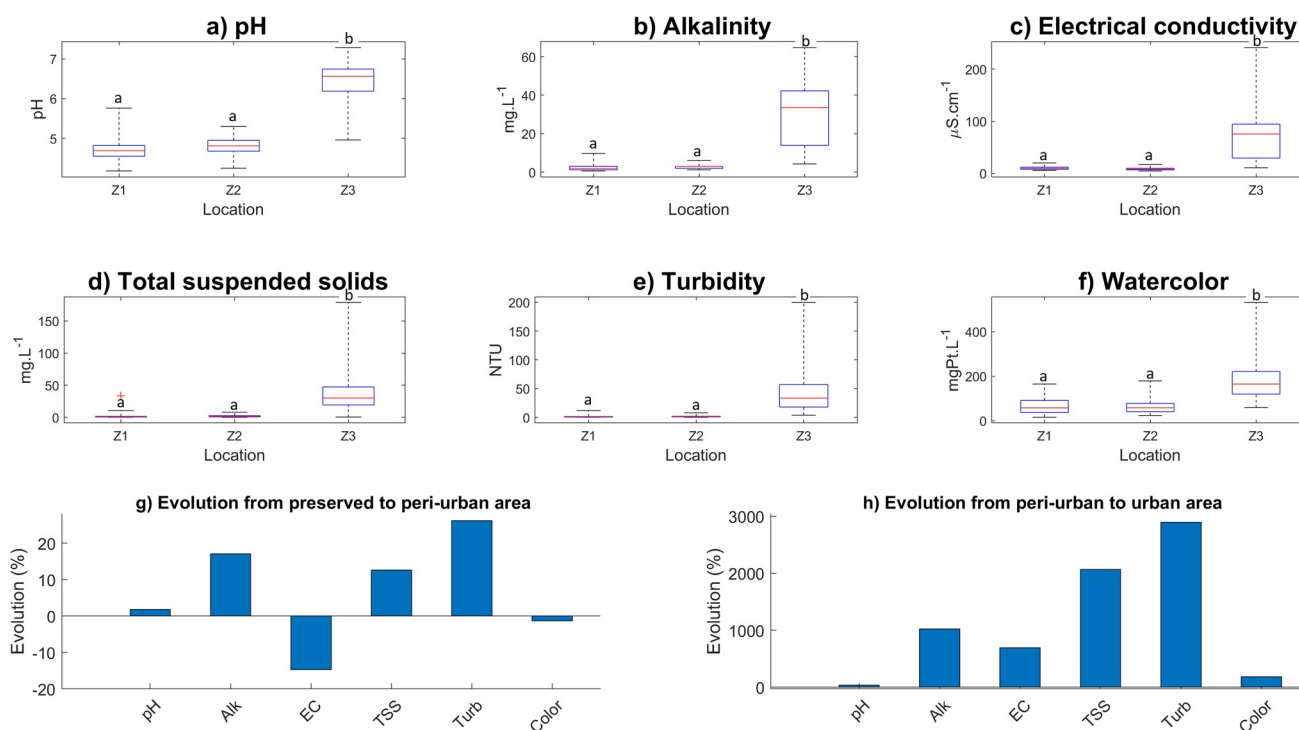 a) pH
b) Alkalinity
c) Electrical conductivity
b
a
a
7
6
5
pH
Z1
Z2
Z3
Location
b
a
a
60
40
20
0
mg.L-1
Z1
Z2
Z3
Location
b
a
a
200
100
0
μS.cm-1
Z1
Z2
Z3
Location
d) Total suspended solids
e) Turbidity
f) Watercolor
b
a
a
150
100
50
0
mg.L-1
Z1
Z2
Z3
Location
b
a
a
200
150
100
50
0
NTU
Z1
Z2
Z3
Location
b
a
a
400
200
0
mgPt.L-1
Z1
Z2
Z3
Location
g) Evolution from preserved to peri-urban area
20
10
0
-10
-20
Evolution (%)
pH
Alk
EC
TSS
Turb
Color
h) Evolution from peri-urban to urban area
3000
2000
1000
0
Evolution (%)
pH
Alk
EC
TSS
Turb
Color